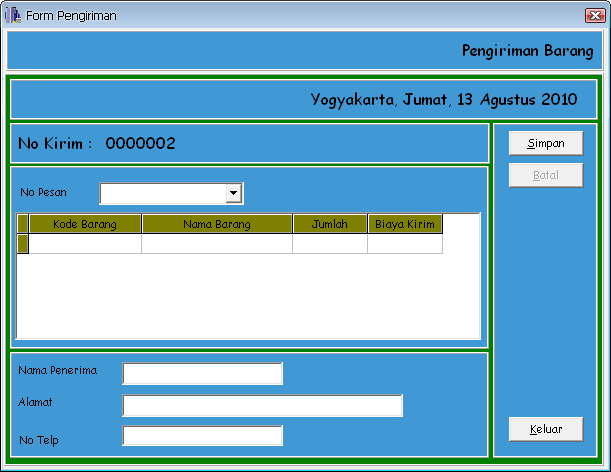 Form Pengiriman
Pengiriman Barang
Yogyakarta, Jumat, 13 Agustus 2010
No Kirim : 0000002
Simpan
Batal
No Pesan
Kode Barang Nama Barang Jumlah Biaya Kirim
Nama Penerima
Alamat
No Telp
Keluar